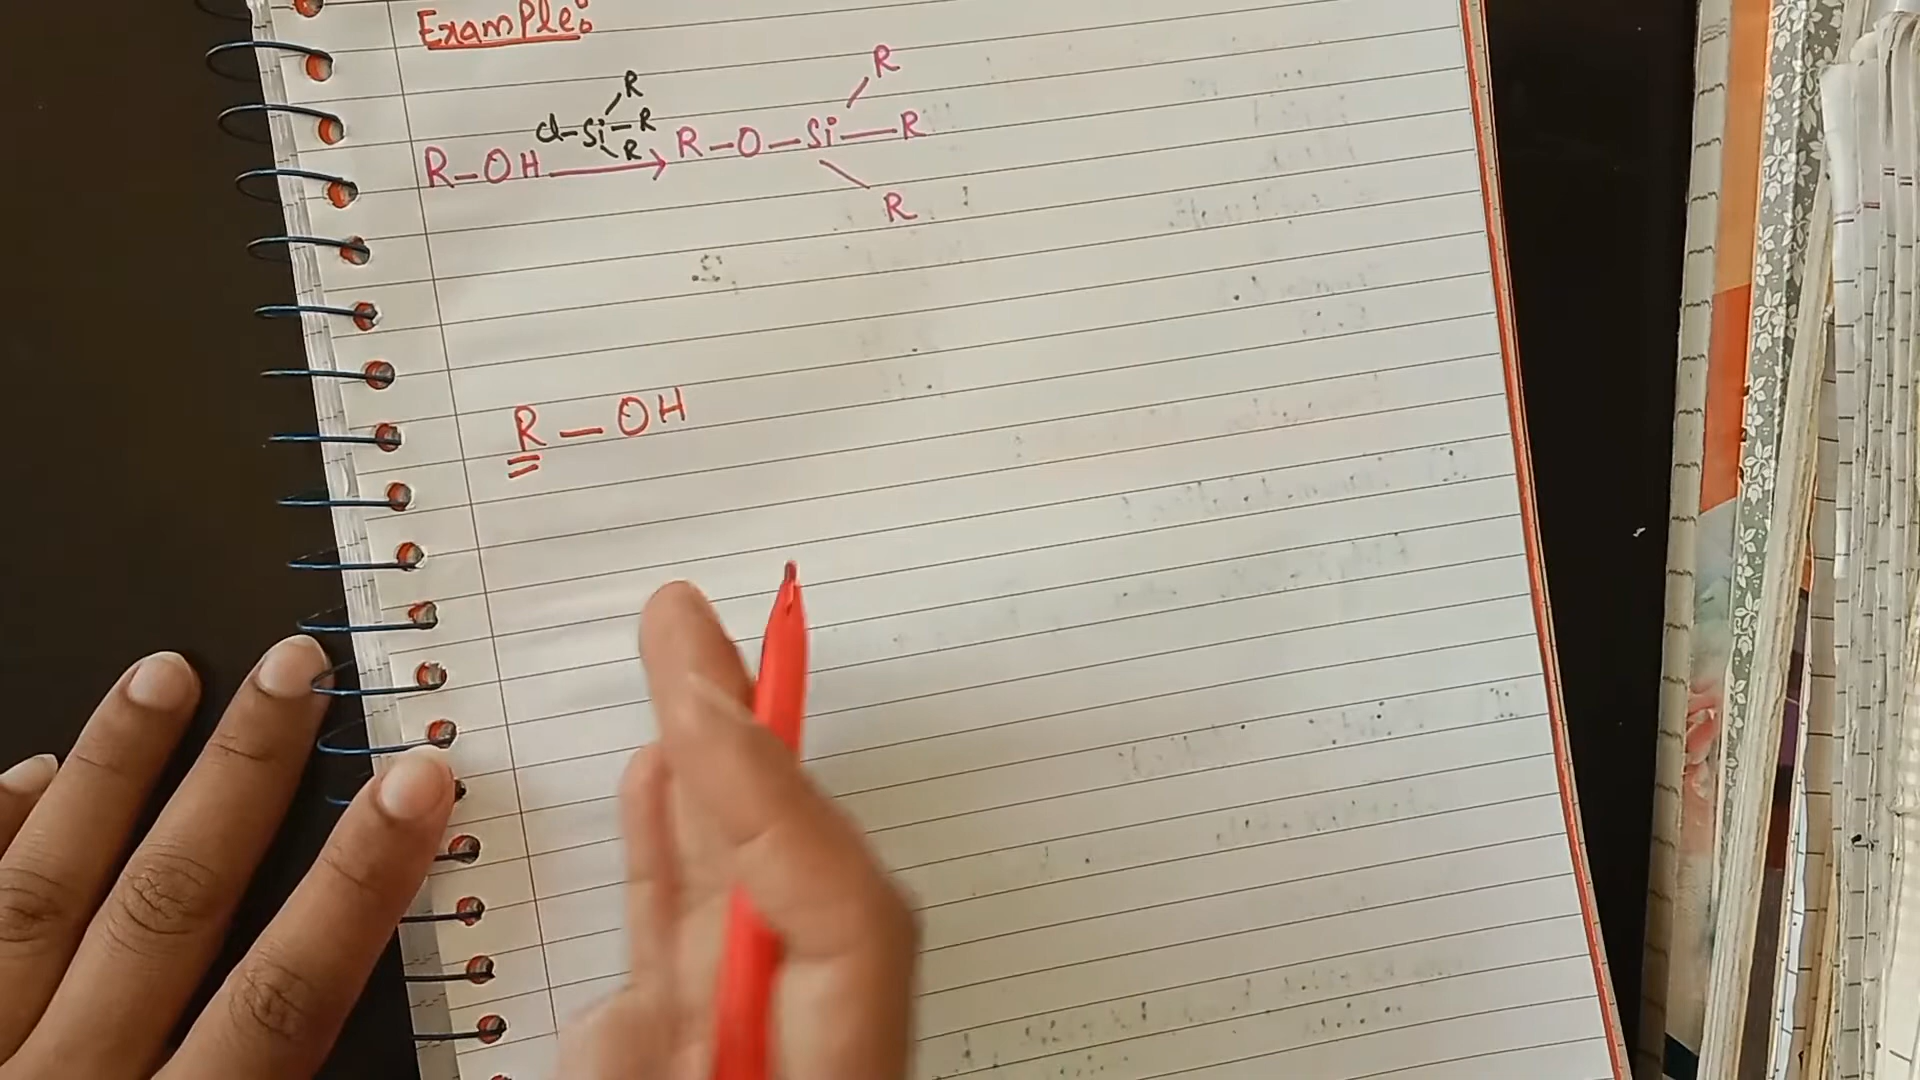 Example:
R
Cl-Si-R
R
R-OH → R-O-Si-R
R
R
R-OH